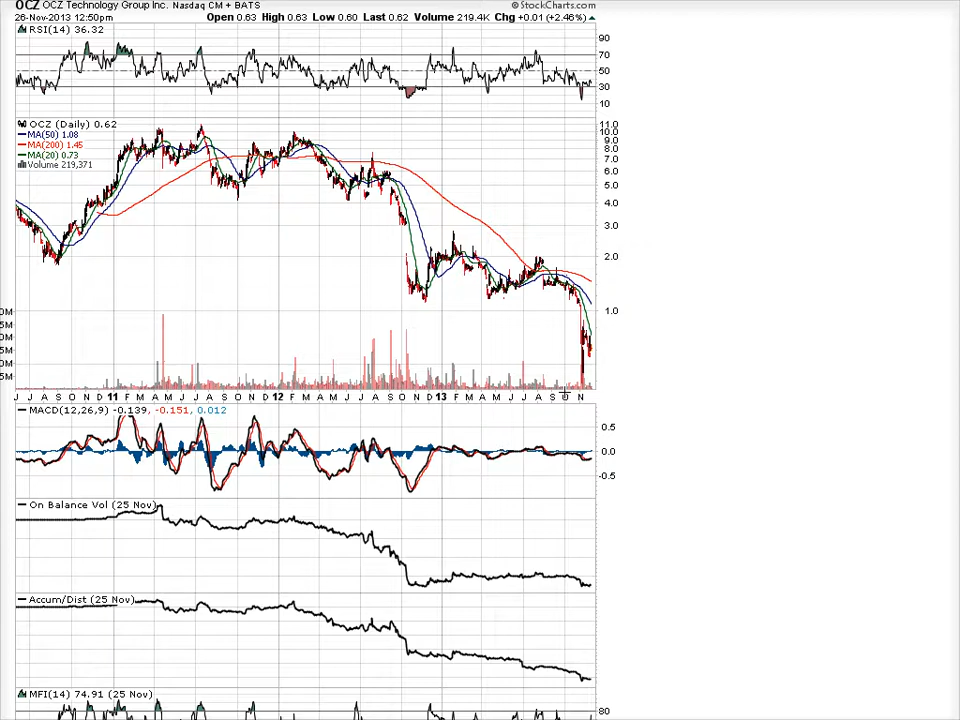 OCZ OCZ Technology Group Inc. Nasdaq CM + BATS © StockCharts.com
26-Nov-2013 12:50pm Open 0.63 High 0.63 Low 0.60 Last 0.62 Volume 219.4K Chg +0.01 (+2.46%)
RSI(14) 36.32
90
70
50
30
10
OCZ (Daily) 0.62
MA(50) 1.08
MA(200) 1.45
MA(20) 0.73
Volume 219,371
11.0
10.0
9.0
8.0
7.0
6.0
5.0
4.0
3.0
2.0
1.0
0M
5M
0M
5M
0M
5M
J J A S O N D 11 F M A M J J A S O N D 12 F M A M J J A S O N D 13 F M A M J J A S O N
MACD(12,26,9) -0.139, -0.151, 0.012
0.5
0.0
-0.5
On Balance Vol (25 Nov)
Accum/Dist (25 Nov)
MFI(14) 74.91 (25 Nov)
80